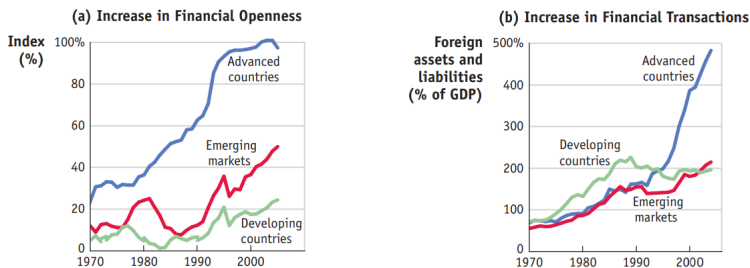 (a) Increase in Financial Openness
Index
(%)
100%
80
60
40
20
0
1970
1980
1990
2000
Advanced
countries
Emerging
markets
Developing
countries
(b) Increase in Financial Transactions
Foreign
assets and
liabilities
(% of GDP)
500%
400
300
200
100
0
1970
1980
1990
2000
Advanced
countries
Developing
countries
Emerging
markets